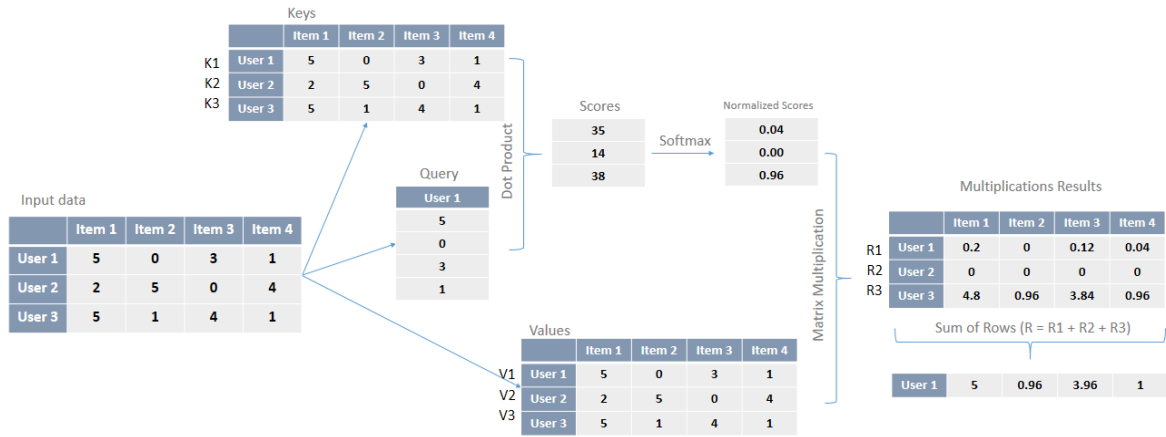 Keys
Item 1 Item 2 Item 3 Item 4
K1 User 1 5 0 3 1
K2 User 2 2 5 0 4
K3 User 3 5 1 4 1
Dot Product
Scores
35
14
38
Softmax
Normalized Scores
0.04
0.00
0.96
Query
User 1
5
0
3
1
Input data
Item 1 Item 2 Item 3 Item 4
User 1 5 0 3 1
User 2 2 5 0 4
User 3 5 1 4 1
Values
Item 1 Item 2 Item 3 Item 4
V1 User 1 5 0 3 1
V2 User 2 2 5 0 4
V3 User 3 5 1 4 1
Matrix Multiplication
Multiplications Results
Item 1 Item 2 Item 3 Item 4
R1 User 1 0.2 0 0.12 0.04
R2 User 2 0 0 0 0
R3 User 3 4.8 0.96 3.84 0.96
Sum of Rows (R = R1 + R2 + R3)
User 1 5 0.96 3.96 1